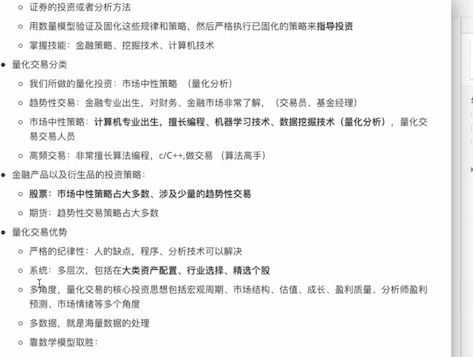 证券的投资或者分析方法
用数量模型验证及固化这些规律和策略，然后严格执行已固化的策略来指导投资
掌握技能：金融策略、挖掘技术、计算机技术
量化交易分类
我们所做的量化投资：市场中性策略 （量化分析）
趋势性交易：金融专业出生，对财务、金融市场非常了解，（交易员、基金经理）
市场中性策略：计算机专业出生，擅长编程、机器学习技术、数据挖掘技术（量化分析），量化交
易交易人员
高频交易：非常擅长算法编程，c/C++,做交易 （算法高手）
金融产品以及衍生品的投资策略：
股票：市场中性策略占大多数、涉及少量的趋势性交易
期货：趋势性交易策略占大多数
量化交易优势
严格的纪律性：人的缺点，程序、分析技术可以解决
系统：多层次，包括在大类资产配置、行业选择、精选个股
多角度，量化交易的核心投资思想包括宏观周期、市场结构、估值、成长、盈利质量、分析师盈利
预测、市场情绪等多个角度
多数据，就是海量数据的处理
靠数学模型取胜：